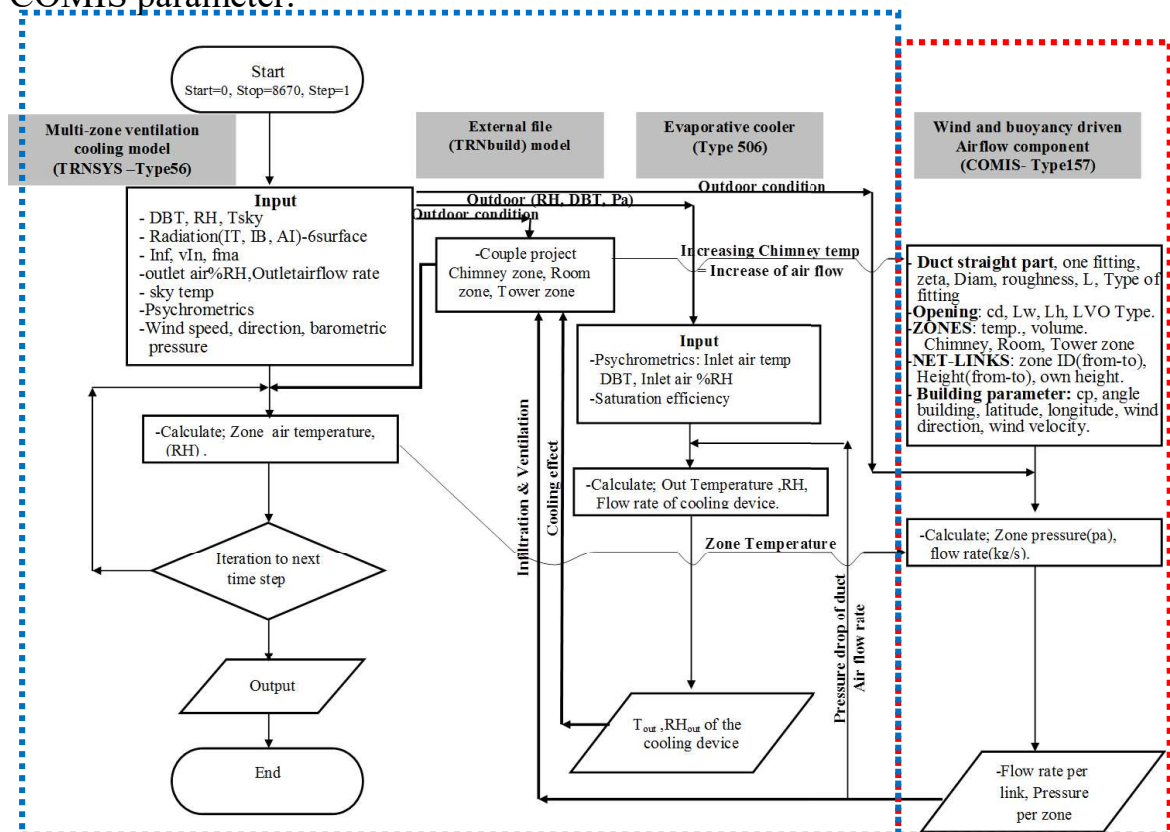 COMIS parameter.
Start
Start=0, Stop=8670, Step=1
Multi-zone ventilation
cooling model
(TRNSYS –Type56)
External file
(TRNbuild) model
Evaporative cooler
(Type 506)
Wind and buoyancy driven
Airflow component
(COMIS- Type157)
Input
- DBT, RH, Tsky
- Radiation(IT, IB, AI)-6surface
- Inf, vIn, fma
-outlet air%RH,Outletairflow rate
- sky temp
-Psychrometrics
-Wind speed, direction, barometric
pressure
Outdoor condition
Outdoor (RH, DBT, Pa)
Outdoor condition
-Couple project
Chimney zone, Room
zone, Tower zone
Increasing Chimney temp
= Increase of air flow
- Duct straight part, one fitting,
zeta, Diam, roughness, L, Type of
fitting
-Opening: cd, Lw, Lh, LVO Type.
-ZONES: temp., volume.
Chimney, Room, Tower zone
-NET-LINKS: zone ID(from-to),
Height(from-to), own height.
- Building parameter: cp, angle
building, latitude, longitude, wind
direction, wind velocity.
Input
-Psychrometrics: Inlet air temp
DBT, Inlet air %RH
-Saturation efficiency
-Calculate; Zone air temperature,
(RH) .
Infiltration & Ventilation
Cooling effect
-Calculate; Out Temperature ,RH,
Flow rate of cooling device.
Zone Temperature
-Calculate; Zone pressure(pa),
flow rate(kg/s).
Iteration to next
time step
Pressure drop of duct
Air flow rate
Output
Tout ,RHout of the
cooling device
End
-Flow rate per
link, Pressure
per zone